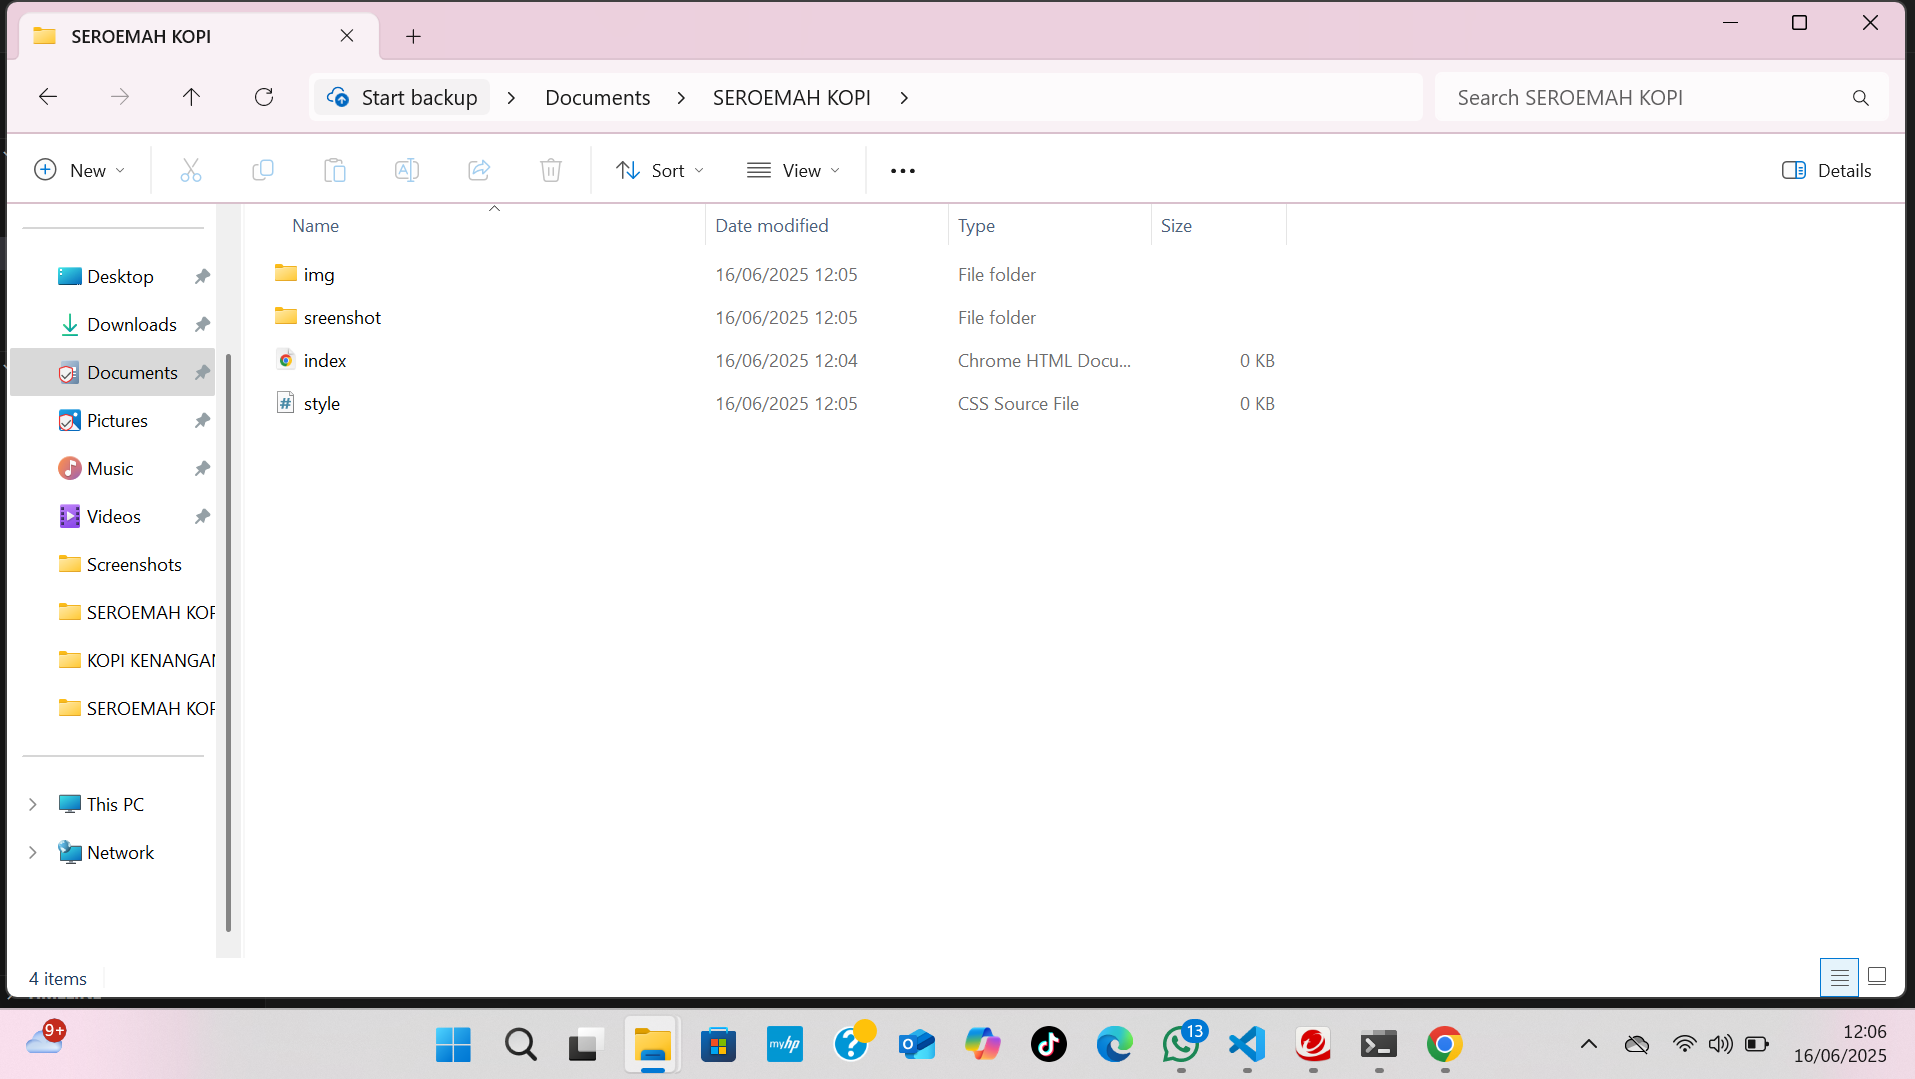 SEROEMAH KOPI
Start backup > Documents > SEROEMAH KOPI >
Search SEROEMAH KOPI
New
Sort
View
Details
Name Date modified Type Size
img 16/06/2025 12:05 File folder
sreenshot 16/06/2025 12:05 File folder
index 16/06/2025 12:04 Chrome HTML Docu... 0 KB
style 16/06/2025 12:05 CSS Source File 0 KB
Desktop
Downloads
Documents
Pictures
Music
Videos
Screenshots
SEROEMAH KOP
KOPI KENANGAN
SEROEMAH KOP
This PC
Network
4 items
9+
myhp
13
12:06
16/06/2025